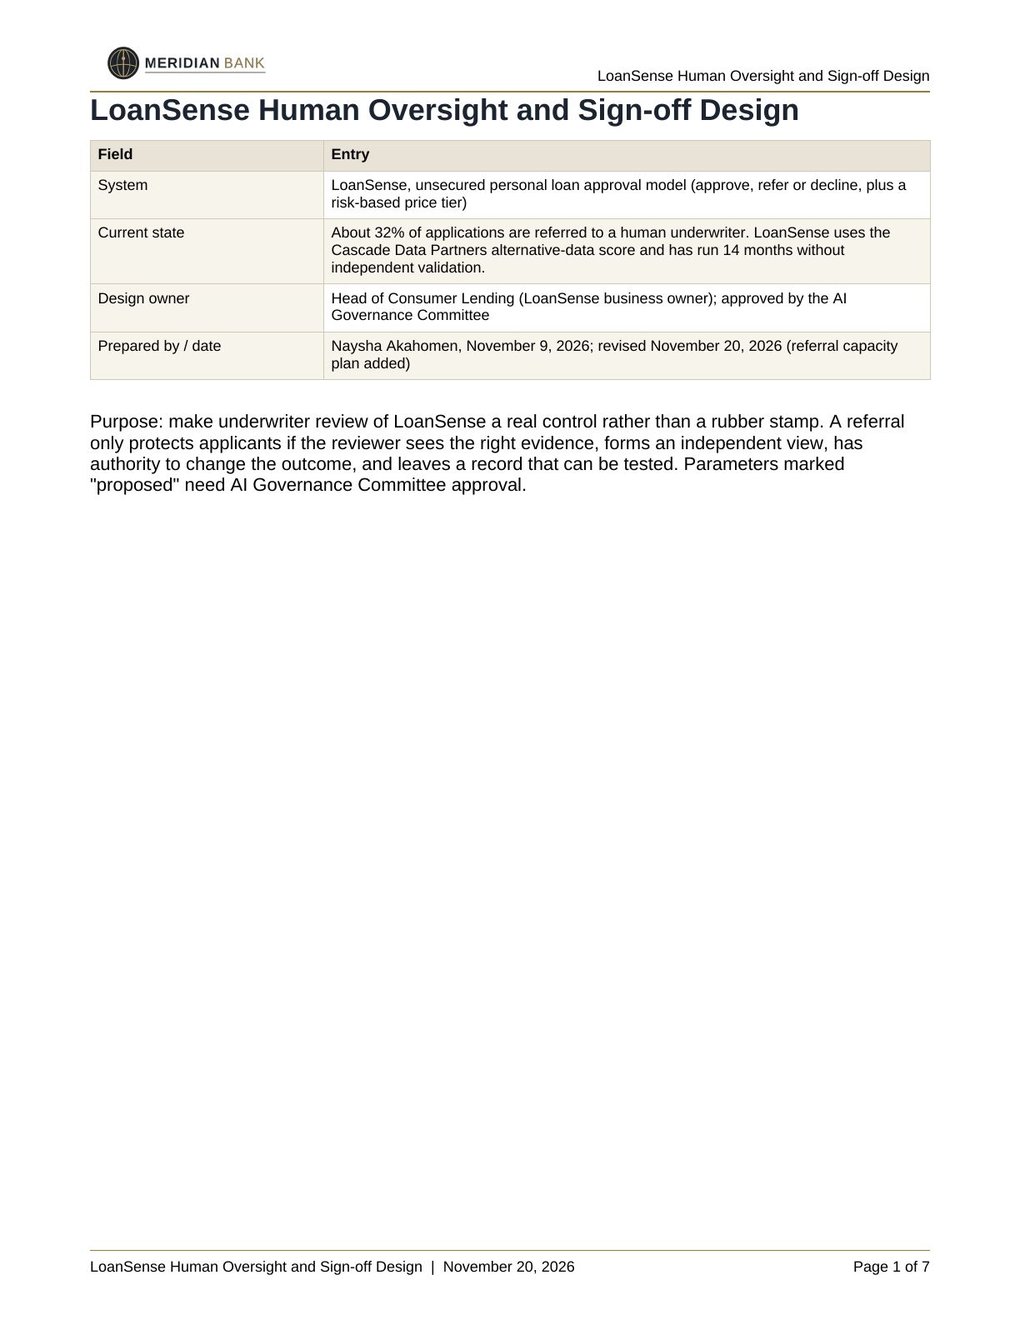 MERIDIAN BANK
LoanSense Human Oversight and Sign-off Design
LoanSense Human Oversight and Sign-off Design
Field
Entry
System
LoanSense, unsecured personal loan approval model (approve, refer or decline, plus a
risk-based price tier)
Current state
About 32% of applications are referred to a human underwriter. LoanSense uses the
Cascade Data Partners alternative-data score and has run 14 months without
independent validation.
Design owner
Head of Consumer Lending (LoanSense business owner); approved by the AI
Governance Committee
Prepared by / date
Naysha Akahomen, November 9, 2026; revised November 20, 2026 (referral capacity
plan added)
Purpose: make underwriter review of LoanSense a real control rather than a rubber stamp. A referral
only protects applicants if the reviewer sees the right evidence, forms an independent view, has
authority to change the outcome, and leaves a record that can be tested. Parameters marked
"proposed" need AI Governance Committee approval.
LoanSense Human Oversight and Sign-off Design | November 20, 2026
Page 1 of 7